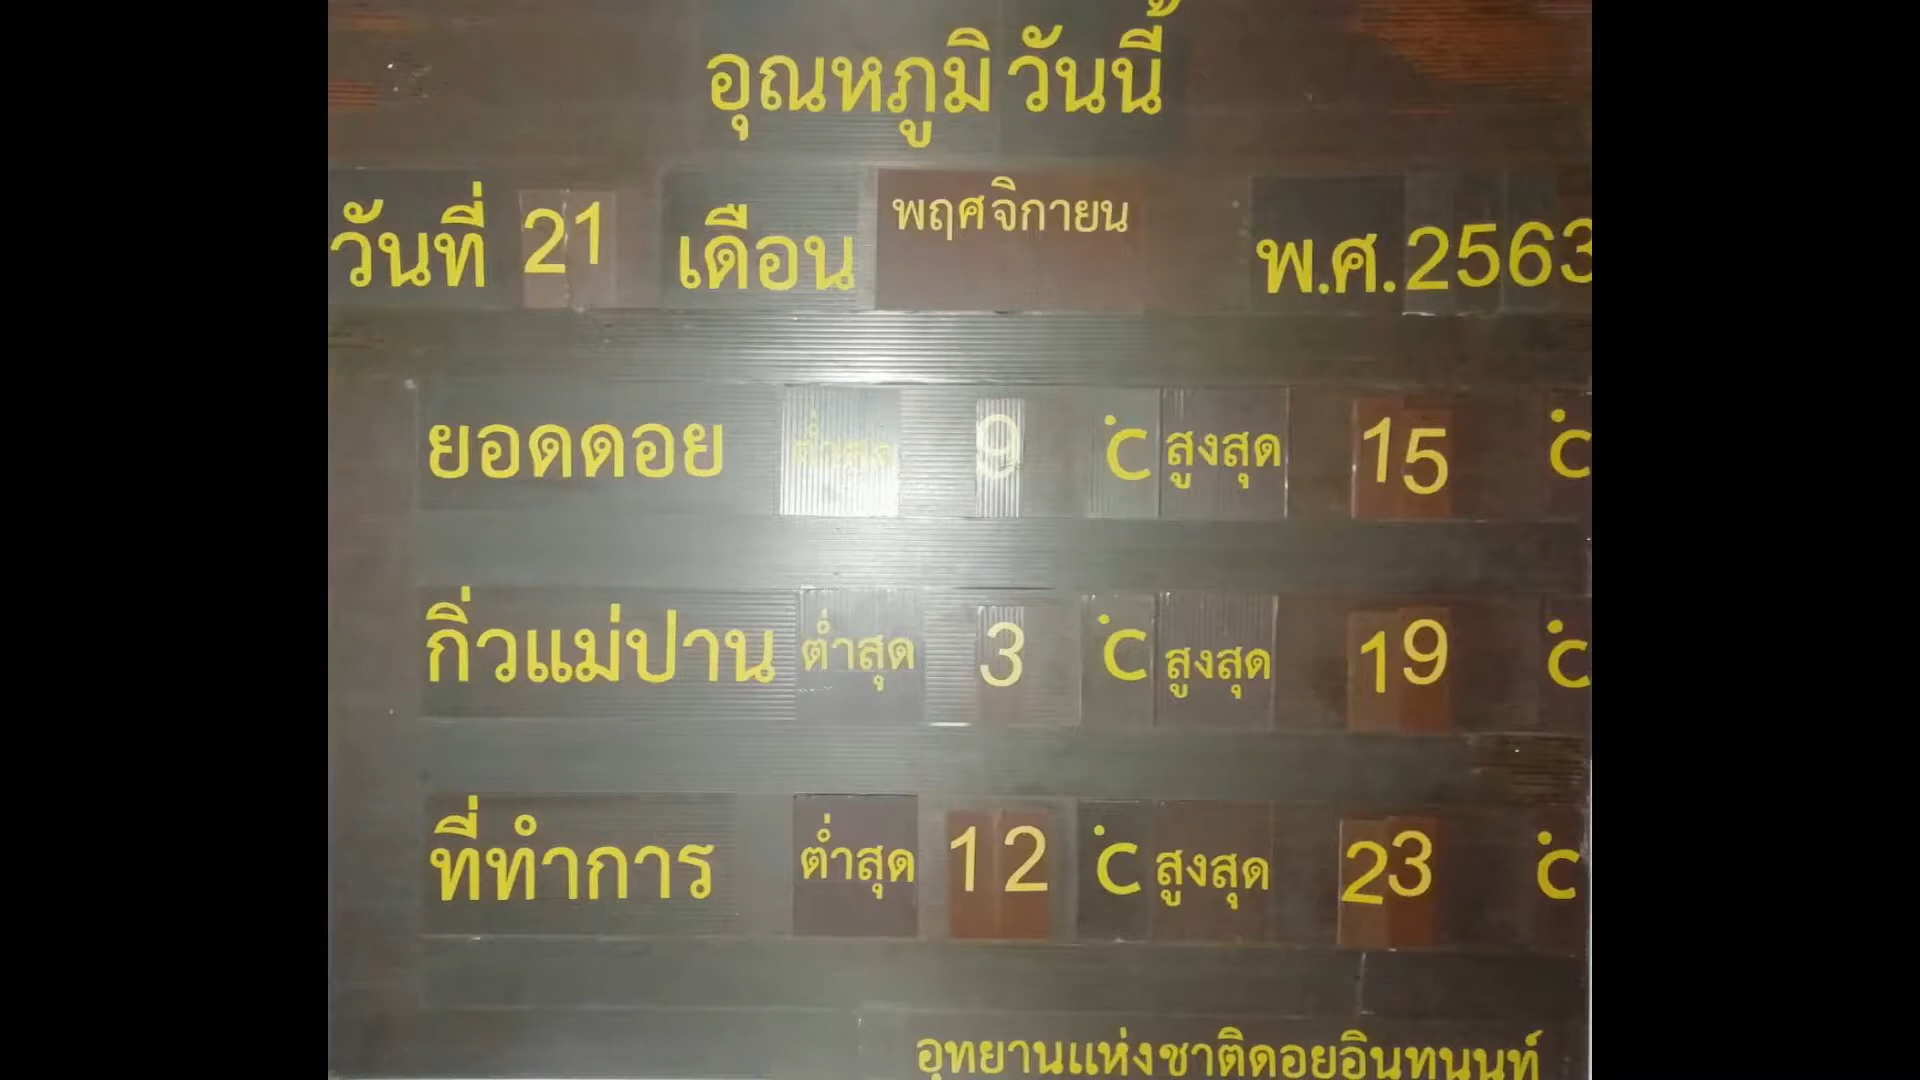 อุณหภูมิวันนี้
วันที่ 21 เดือน พฤศจิกายน พ.ศ. 2563
ยอดดอย ต่ำสุด 9 °C สูงสุด 15 °C
กิ่วแม่ปาน ต่ำสุด 3 °C สูงสุด 19 °C
ที่ทำการ ต่ำสุด 12 °C สูงสุด 23 °C
อุทยานแห่งชาติดอยอินทนนท์